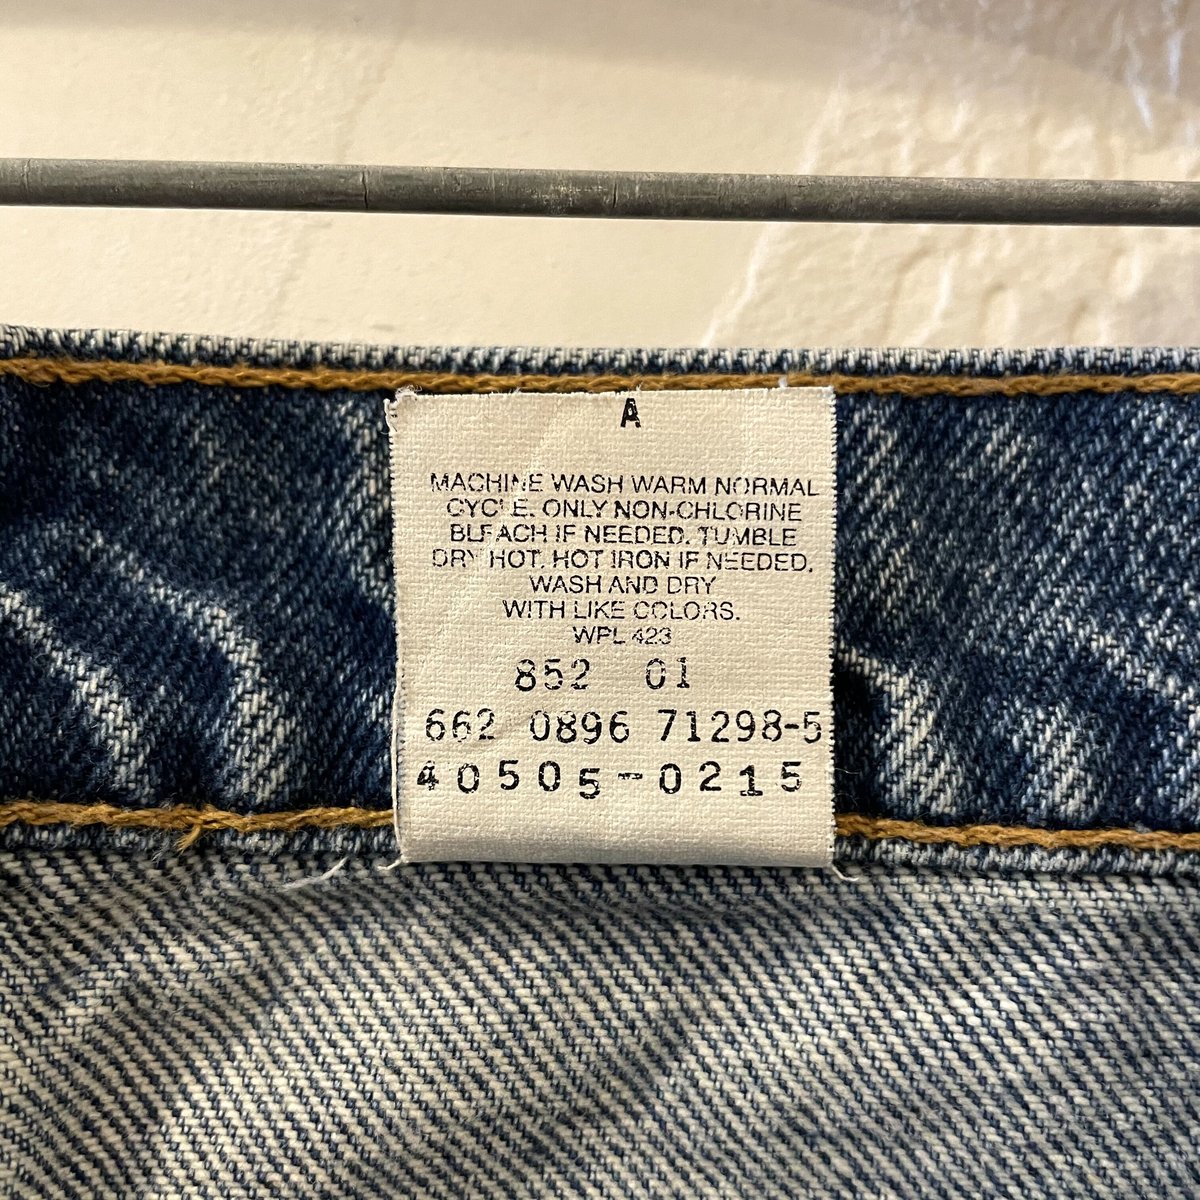 A
MACHINE WASH WARM NORMAL
CYCLE. ONLY NON-CHLORINE
BLEACH IF NEEDED. TUMBLE
DRY HOT. HOT IRON IF NEEDED.
WASH AND DRY
WITH LIKE COLORS.
WPL 423
852 01
662 0896 71298-5
40505-0215